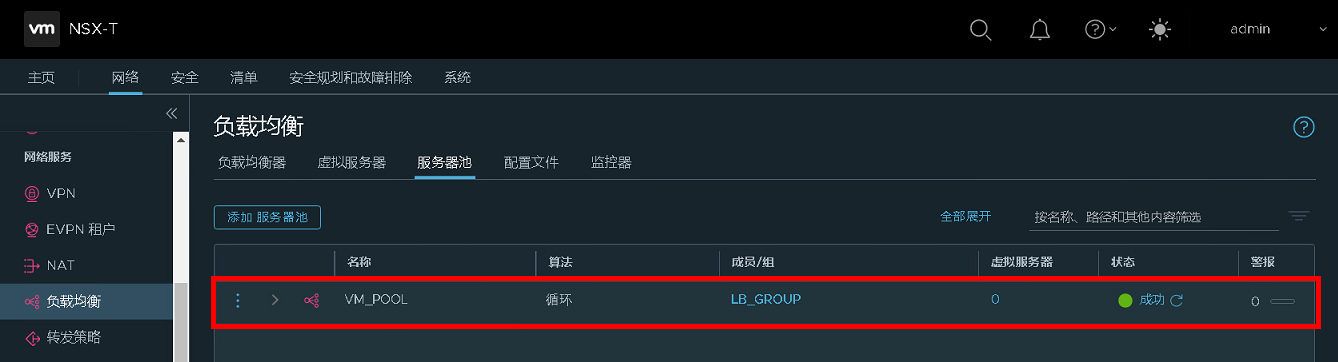 vm NSX-T admin
主页 网络 安全 清单 安全规划和故障排除 系统
负载均衡
网络服务
负载均衡器 虚拟服务器 服务器池 配置文件 监控器
VPN
添加 服务器池 全部展开 按名称、路径和其他内容筛选
EVPN 租户
NAT 名称 算法 成员/组 虚拟服务器 状态 警报
负载均衡 VM_POOL 循环 LB_GROUP 0 成功 0
转发策略